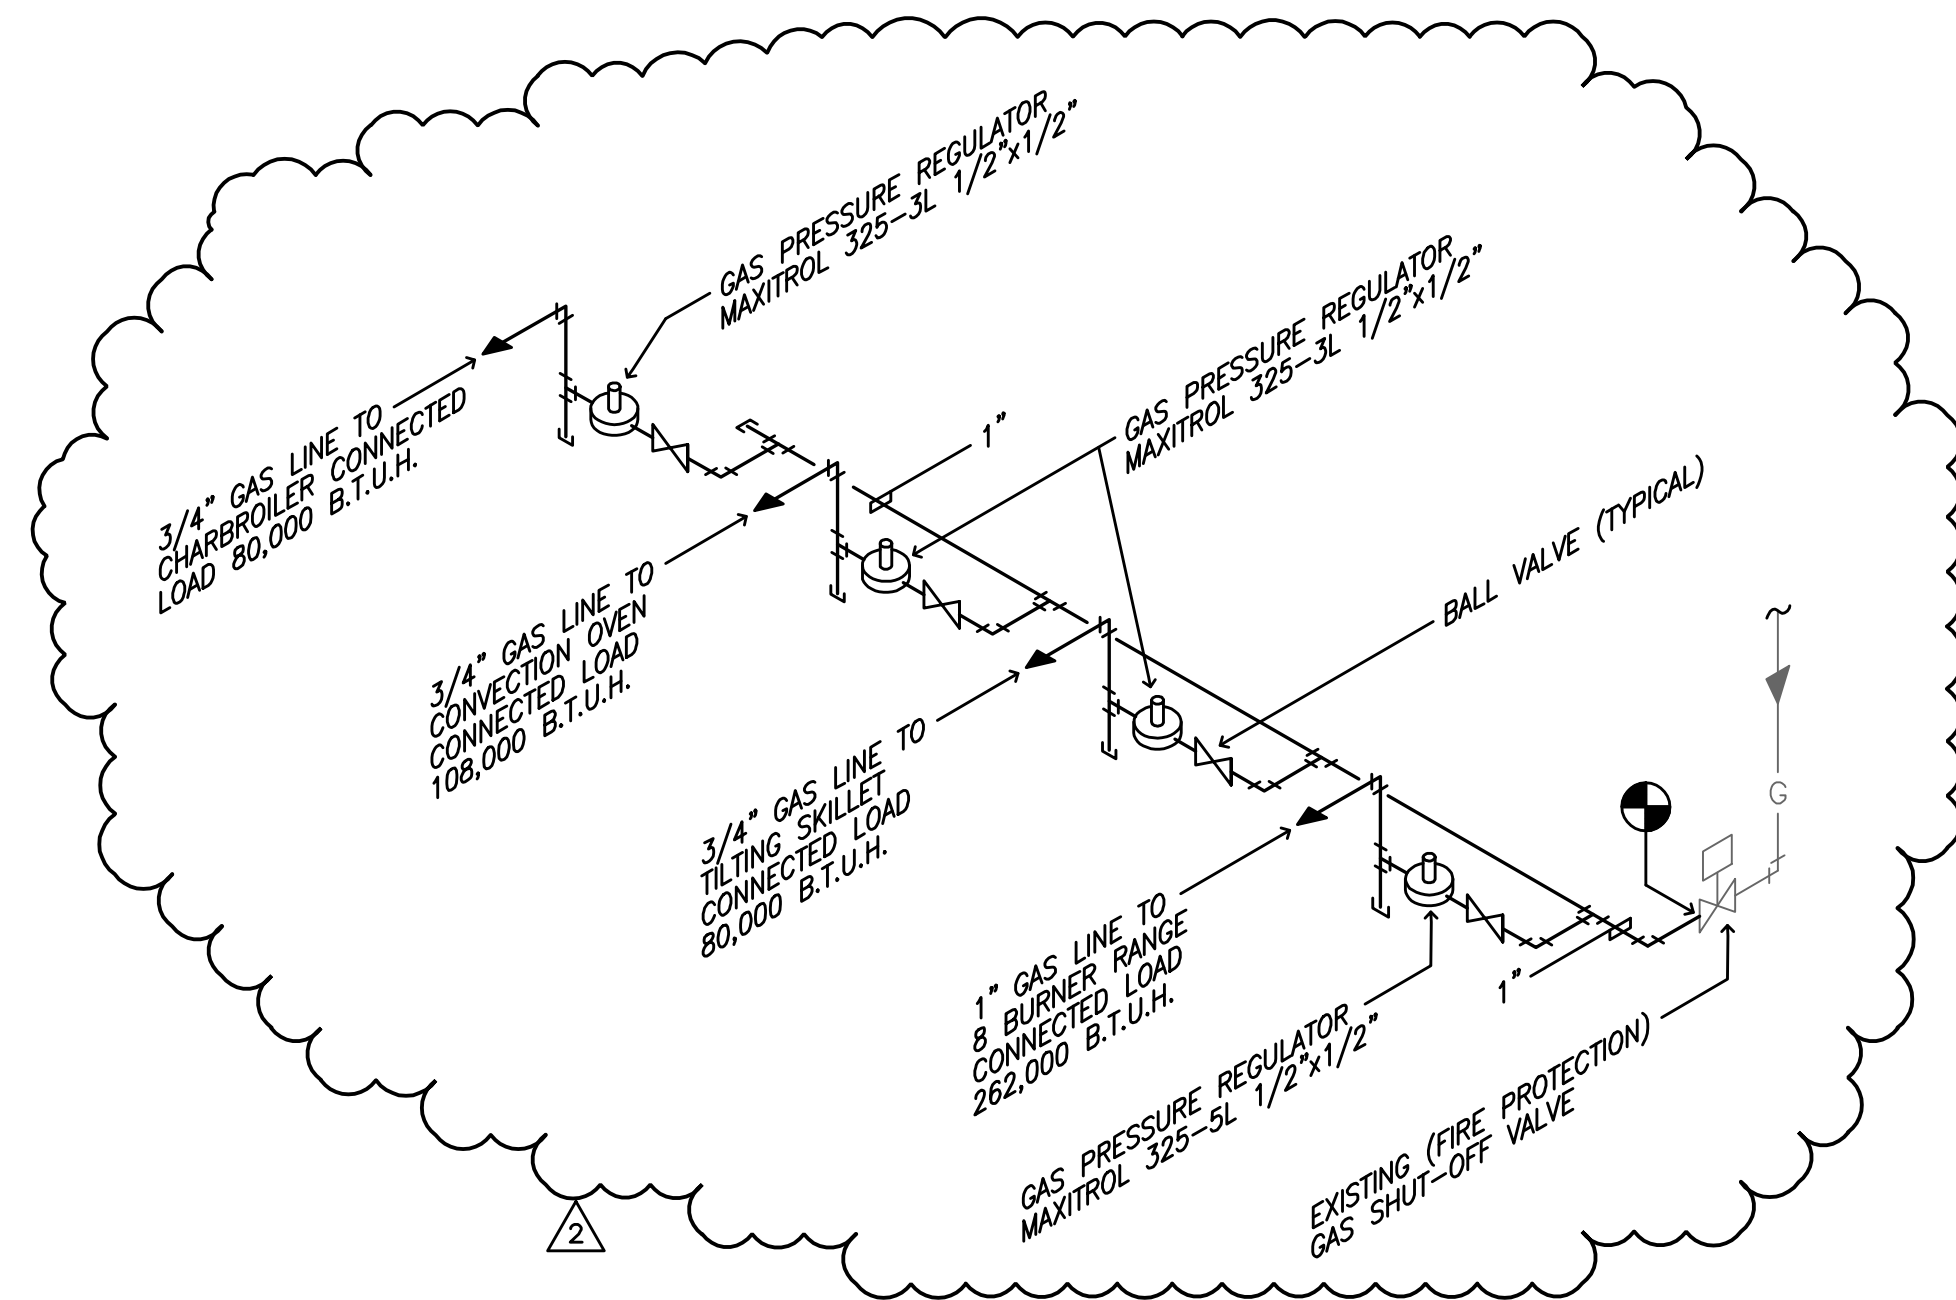 GAS PRESSURE REGULATOR
MAXITROL 325-3L 1/2"x1/2"
GAS PRESSURE REGULATOR
MAXITROL 325-3L 1/2"x1/2"
1"
BALL VALVE (TYPICAL)
3/4" GAS LINE TO
CHARBROILER CONNECTED
LOAD 80,000 B.T.U.H.
3/4" GAS LINE TO
CONVECTION OVEN
CONNECTED LOAD
108,000 B.T.U.H.
3/4" GAS LINE TO
TILTING SKILLET
CONNECTED LOAD
80,000 B.T.U.H.
G
1" GAS LINE TO
8 BURNER RANGE
CONNECTED LOAD
262,000 B.T.U.H.
1"
GAS PRESSURE REGULATOR
MAXITROL 325-5L 1/2"x1/2"
EXISTING (FIRE PROTECTION)
GAS SHUT-OFF VALVE
2